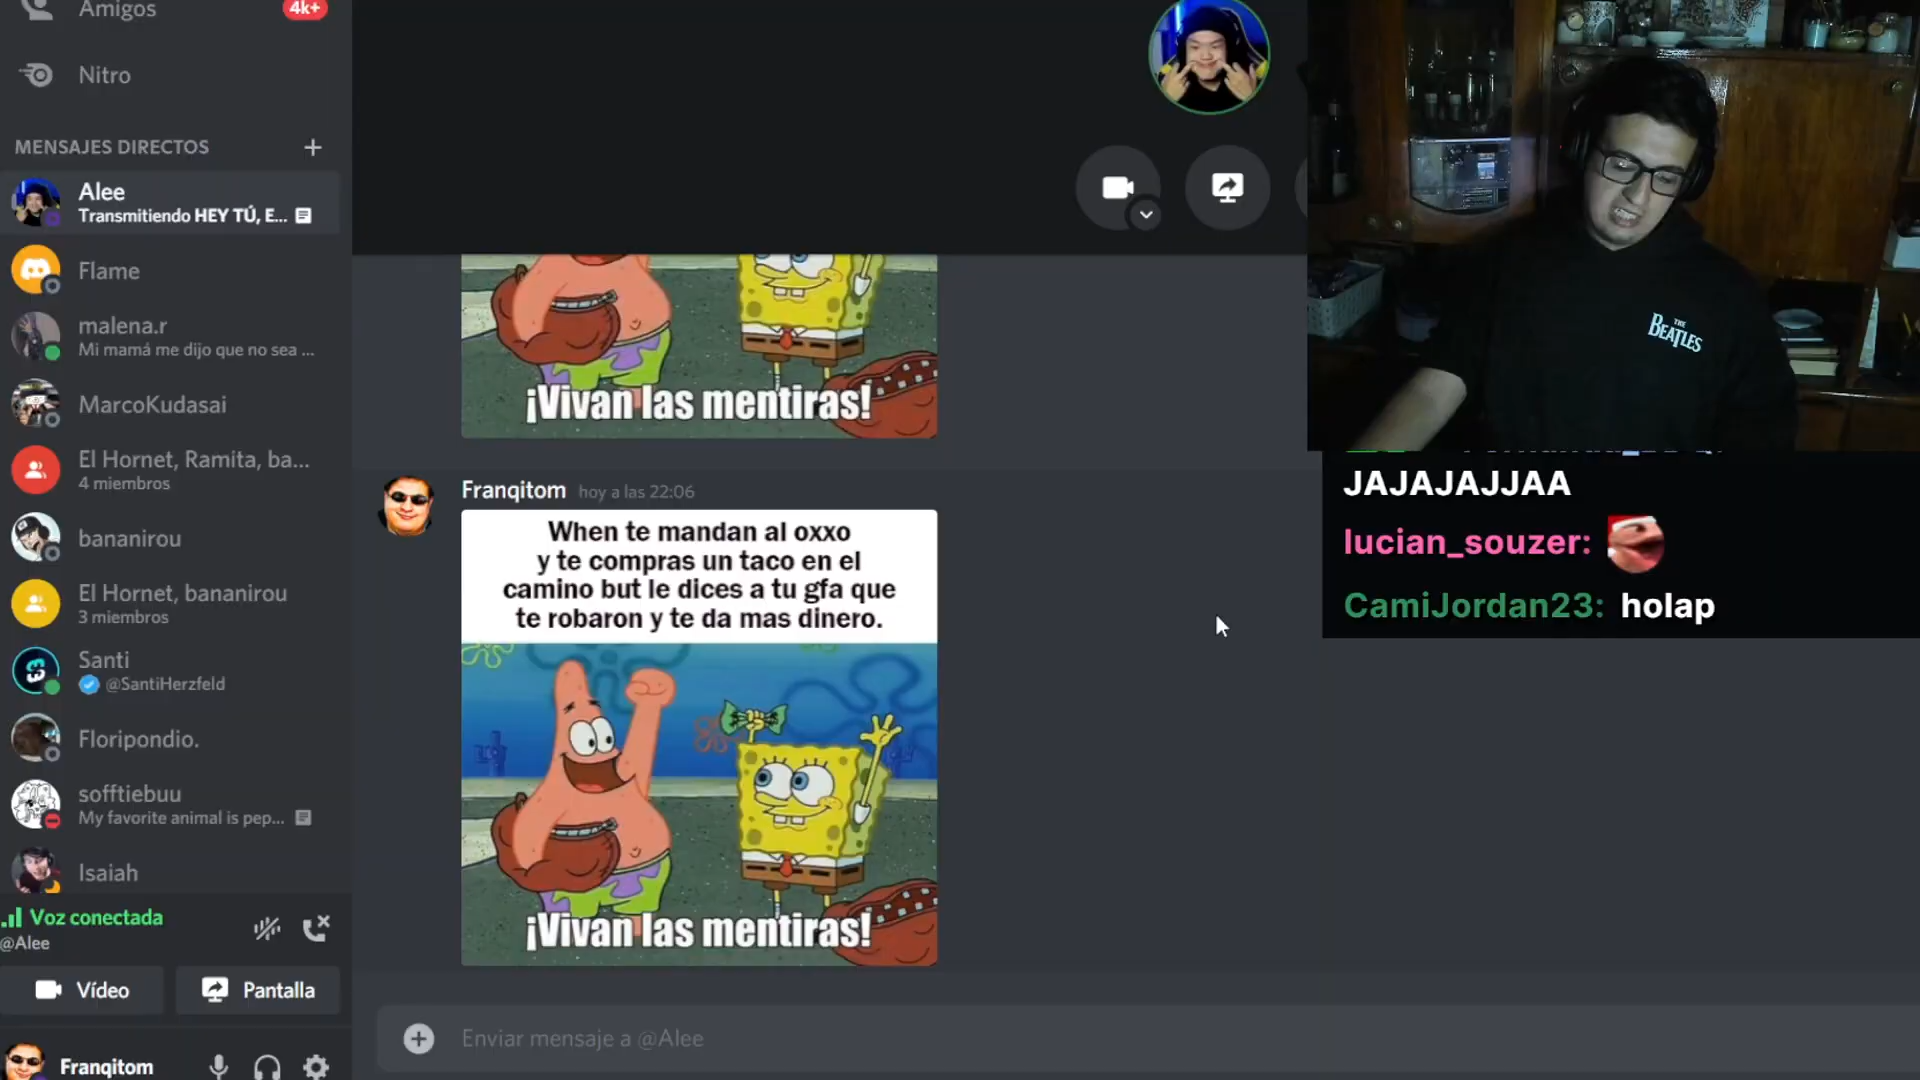 Amigos
4k+
Nitro
MENSAJES DIRECTOS
Alee
Transmitiendo HEY TÚ, E...
Flame
malena.r
Mi mamá me dijo que no sea ...
MarcoKudasai
El Hornet, Ramita, ba...
4 miembros
bananirou
El Hornet, bananirou
3 miembros
Santi
@SantiHerzfeld
Floripondio.
sofftiebuu
My favorite animal is pep...
Isaiah
Voz conectada
@Alee
Vídeo
Pantalla
Franqitom
¡Vivan las mentiras!
Franqitom hoy a las 22:06
When te mandan al oxxo
y te compras un taco en el
camino but le dices a tu gfa que
te robaron y te da mas dinero.
¡Vivan las mentiras!
Enviar mensaje a @Alee
THE
BEATLES
JAJAJAJJAA
lucian_souzer:
CamiJordan23: holap